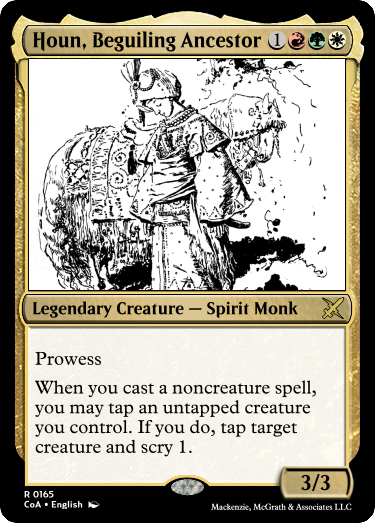 Houn, Beguiling Ancestor 1
Legendary Creature — Spirit Monk
Prowess
When you cast a noncreature spell,
you may tap an untapped creature
you control. If you do, tap target
creature and scry 1.
3/3
R 0165
CoA • English
Mackenzie, McGrath & Associates LLC